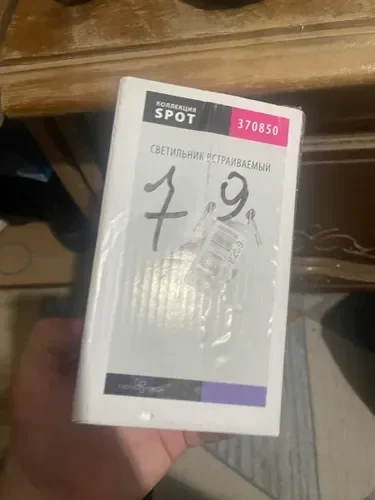 КОЛЛЕКЦИЯ
SPOT
370850
СВЕТИЛЬНИК ВСТРАИВАЕМЫЙ
7 9